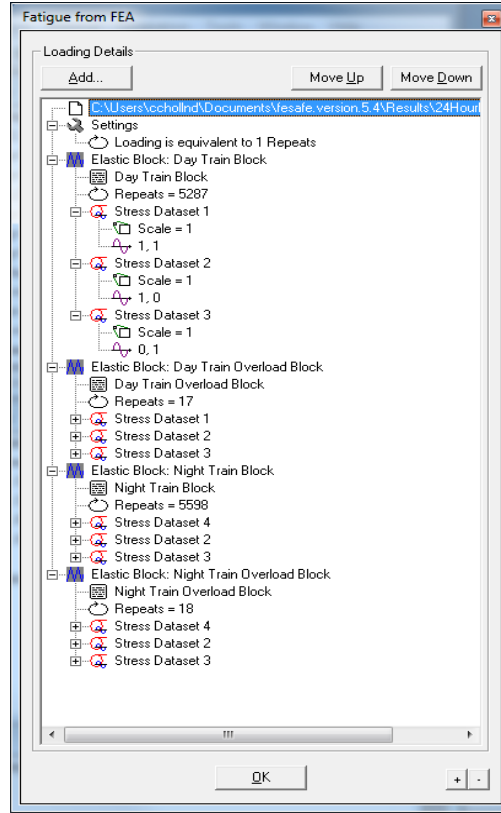 Fatigue from FEA
Loading Details
Add...
Move Up
Move Down
C:\Users\cchollnd\Documents\fesafe.version.5.4\Results\24Hour
Settings
Loading is equivalent to 1 Repeats
Elastic Block: Day Train Block
Day Train Block
Repeats = 5287
Stress Dataset 1
Scale = 1
1, 1
Stress Dataset 2
Scale = 1
1, 0
Stress Dataset 3
Scale = 1
0, 1
Elastic Block: Day Train Overload Block
Day Train Overload Block
Repeats = 17
Stress Dataset 1
Stress Dataset 2
Stress Dataset 3
Elastic Block: Night Train Block
Night Train Block
Repeats = 5598
Stress Dataset 4
Stress Dataset 2
Stress Dataset 3
Elastic Block: Night Train Overload Block
Night Train Overload Block
Repeats = 18
Stress Dataset 4
Stress Dataset 2
Stress Dataset 3
OK
+
-